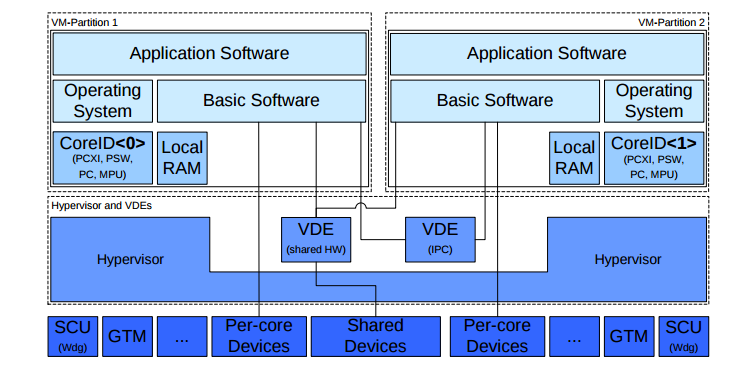 VM-Partition 1
VM-Partition 2
Application Software
Application Software
Operating
System
Basic Software
Basic Software
Operating
System
CoreID<0>
(PCXI, PSW,
PC, MPU)
Local
RAM
Local
RAM
CoreID<1>
(PCXI, PSW,
PC, MPU)
Hypervisor and VDEs
Hypervisor
VDE
(shared HW)
VDE
(IPC)
Hypervisor
SCU
(Wdg)
GTM
...
Per-core
Devices
Shared
Devices
Per-core
Devices
...
GTM
SCU
(Wdg)